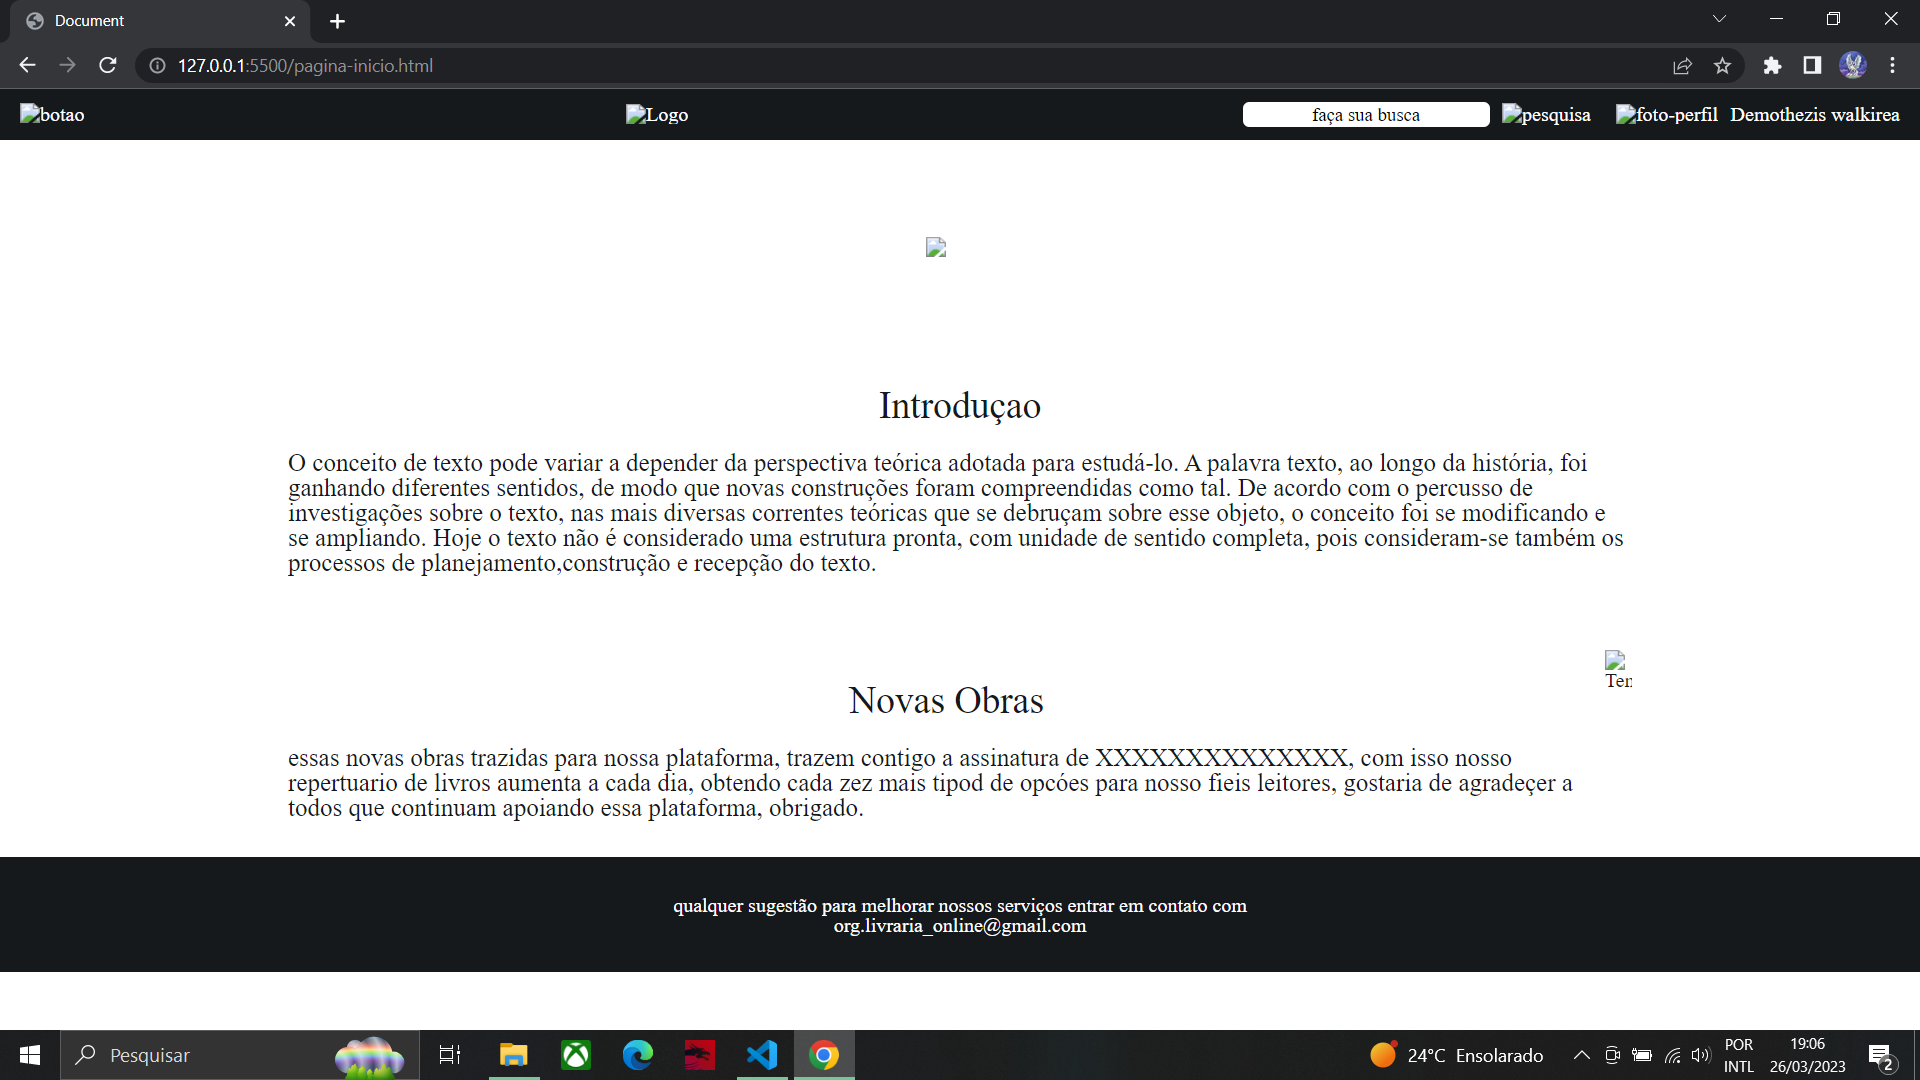 Document
127.0.0.1:5500/pagina-inicio.html
botao
Logo
faça sua busca
pesquisa
foto-perfil
Demothezis walkirea
Introduçao
O conceito de texto pode variar a depender da perspectiva teórica adotada para estudá-lo. A palavra texto, ao longo da história, foi
ganhando diferentes sentidos, de modo que novas construções foram compreendidas como tal. De acordo com o percusso de
investigações sobre o texto, nas mais diversas correntes teóricas que se debruçam sobre esse objeto, o conceito foi se modificando e
se ampliando. Hoje o texto não é considerado uma estrutura pronta, com unidade de sentido completa, pois consideram-se também os
processos de planejamento,construção e recepção do texto.
Novas Obras
essas novas obras trazidas para nossa plataforma, trazem contigo a assinatura de XXXXXXXXXXXXXX, com isso nosso
repertuario de livros aumenta a cada dia, obtendo cada zez mais tipod de opcóes para nosso fieis leitores, gostaria de agradeçer a
todos que continuam apoiando essa plataforma, obrigado.
qualquer sugestão para melhorar nossos serviços entrar em contato com
org.livraria_online@gmail.com
Pesquisar
24°C Ensolarado
POR
INTL
19:06
26/03/2023
2